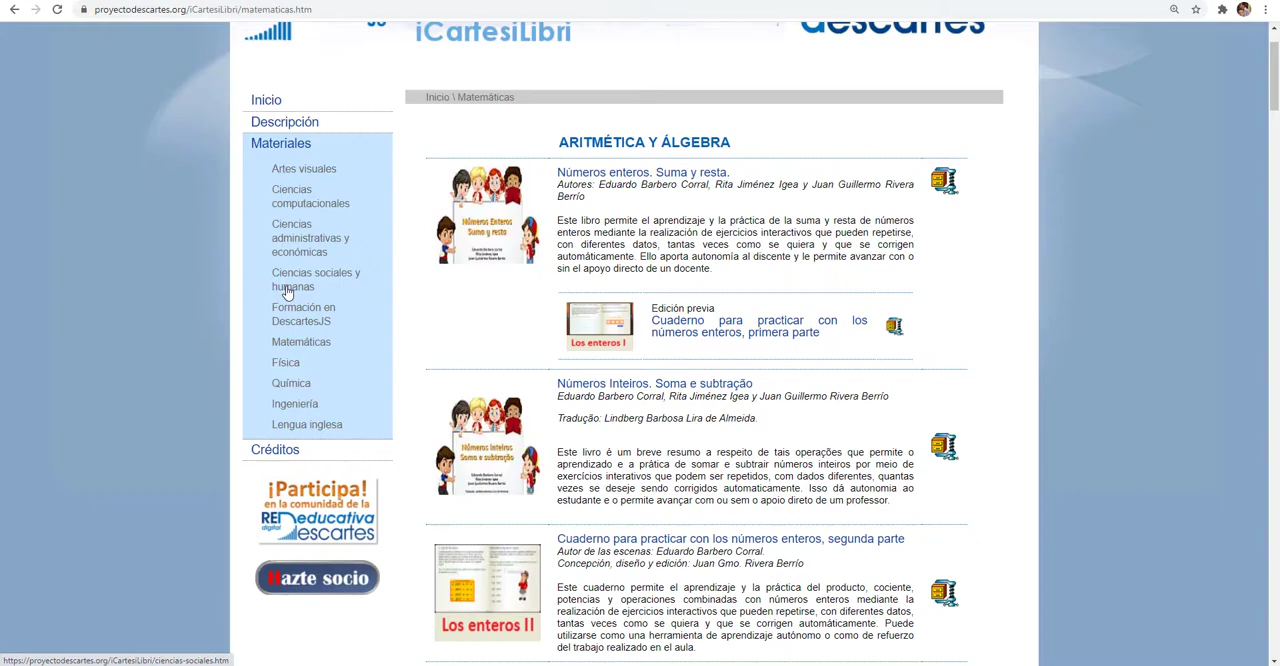 proyectodescartes.org/iCartesiLibri/matematicas.htm
iCartesiLibri
descartes
Inicio
Descripción
Materiales
Artes visuales
Ciencias
computacionales
Ciencias
administrativas y
económicas
Ciencias sociales y
humanas
Formación en
DescartesJS
Matemáticas
Física
Química
Ingeniería
Lengua inglesa
Créditos
¡Participa!
en la comunidad de la
RED educativa
digital descartes
Hazte socio
Inicio \ Matemáticas
ARITMÉTICA Y ÁLGEBRA
Números Enteros
Suma y resta
Números enteros. Suma y resta.
Autores: Eduardo Barbero Corral, Rita Jiménez Igea y Juan Guillermo Rivera
Berrío
Este libro permite el aprendizaje y la práctica de la suma y resta de números
enteros mediante la realización de ejercicios interactivos que pueden repetirse,
con diferentes datos, tantas veces como se quiera y que se corrigen
automáticamente. Ello aporta autonomía al discente y le permite avanzar con o
sin el apoyo directo de un docente.
Los enteros I
Edición previa
Cuaderno para practicar con los
números enteros, primera parte
Números Inteiros
Soma e subtração
Números Inteiros. Soma e subtração
Eduardo Barbero Corral, Rita Jiménez Igea y Juan Guillermo Rivera Berrío
Tradução: Lindberg Barbosa Lira de Almeida.
Este livro é um breve resumo a respeito de tais operações que permite o
aprendizado e a prática de somar e subtrair números inteiros por meio de
exercícios interativos que podem ser repetidos, com dados diferentes, quantas
vezes se deseje sendo corrigidos automaticamente. Isso dá autonomia ao
estudante e o permite avançar com ou sem o apoio direto de um professor.
Los enteros II
Cuaderno para practicar con los números enteros, segunda parte
Autor de las escenas: Eduardo Barbero Corral.
Concepción, diseño y edición: Juan Gmo. Rivera Berrío
Este cuaderno permite el aprendizaje y la práctica del producto, cociente,
potencias y operaciones combinadas con números enteros mediante la
realización de ejercicios interactivos que pueden repetirse, con diferentes datos,
tantas veces como se quiera y que se corrigen automáticamente. Puede
utilizarse como una herramienta de aprendizaje autónomo o como de refuerzo
del trabajo realizado en el aula.
https://proyectodescartes.org/iCartesiLibri/ciencias-sociales.htm